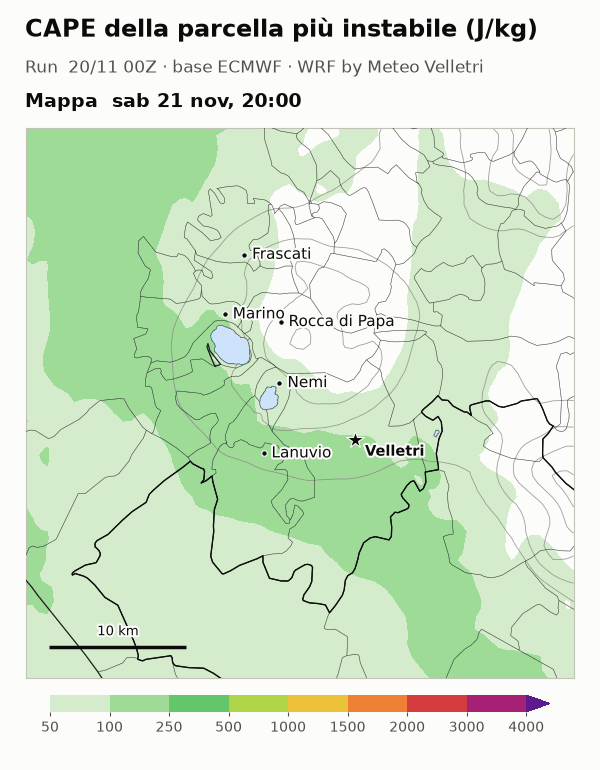 CAPE della parcella più instabile (J/kg)
Run  20/11 00Z · base ECMWF · WRF by Meteo Velletri
Mappa  sab 21 nov, 20:00
Frascati
Marino
Rocca di Papa
Nemi
Velletri
Lanuvio
10 km
50 100 250 500 1000 1500 2000 3000 4000